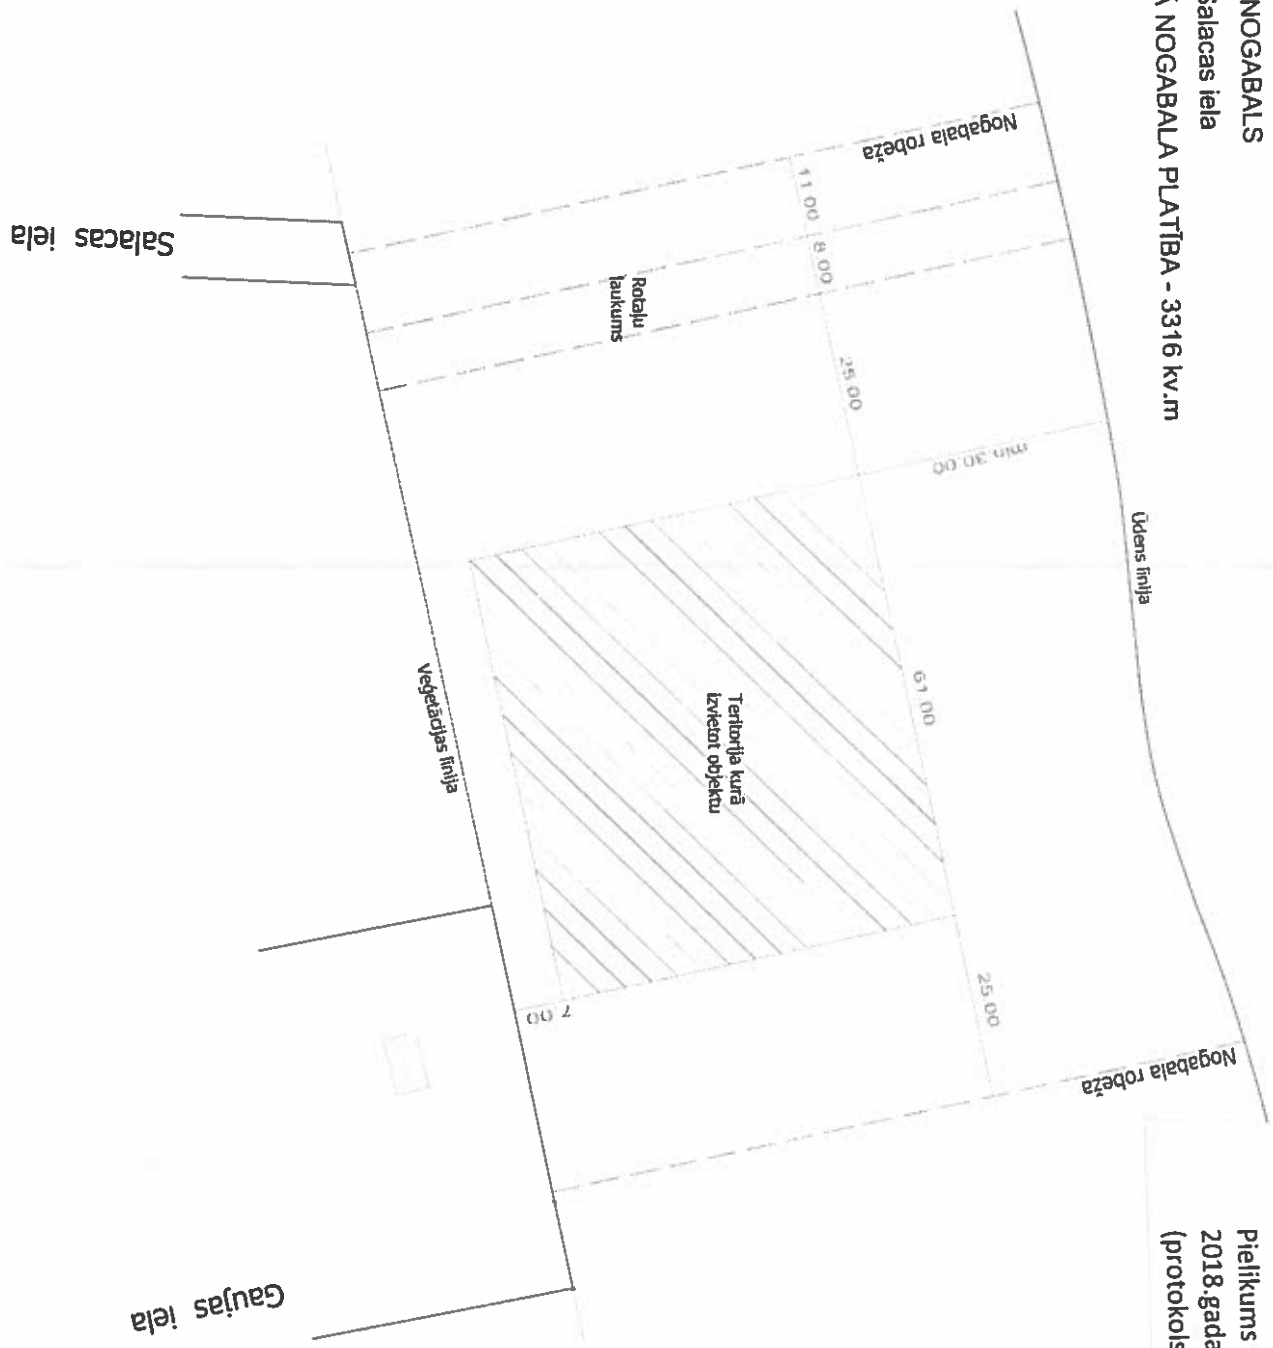 NOGABALS
Salacas iela
NOGABALA PLATĪBA - 3316 kv.m
Pielikums
2018.gada
(protokols
Nogabala robeža
11.00
8.00
25.00
min.30.00
61.00
25.00
7.00
Ūdens līnija
Rotaļu
laukums
Teritorija kurā
izvietot objektu
Veģetācijas līnija
Nogabala robeža
Salacas iela
Gaujas iela